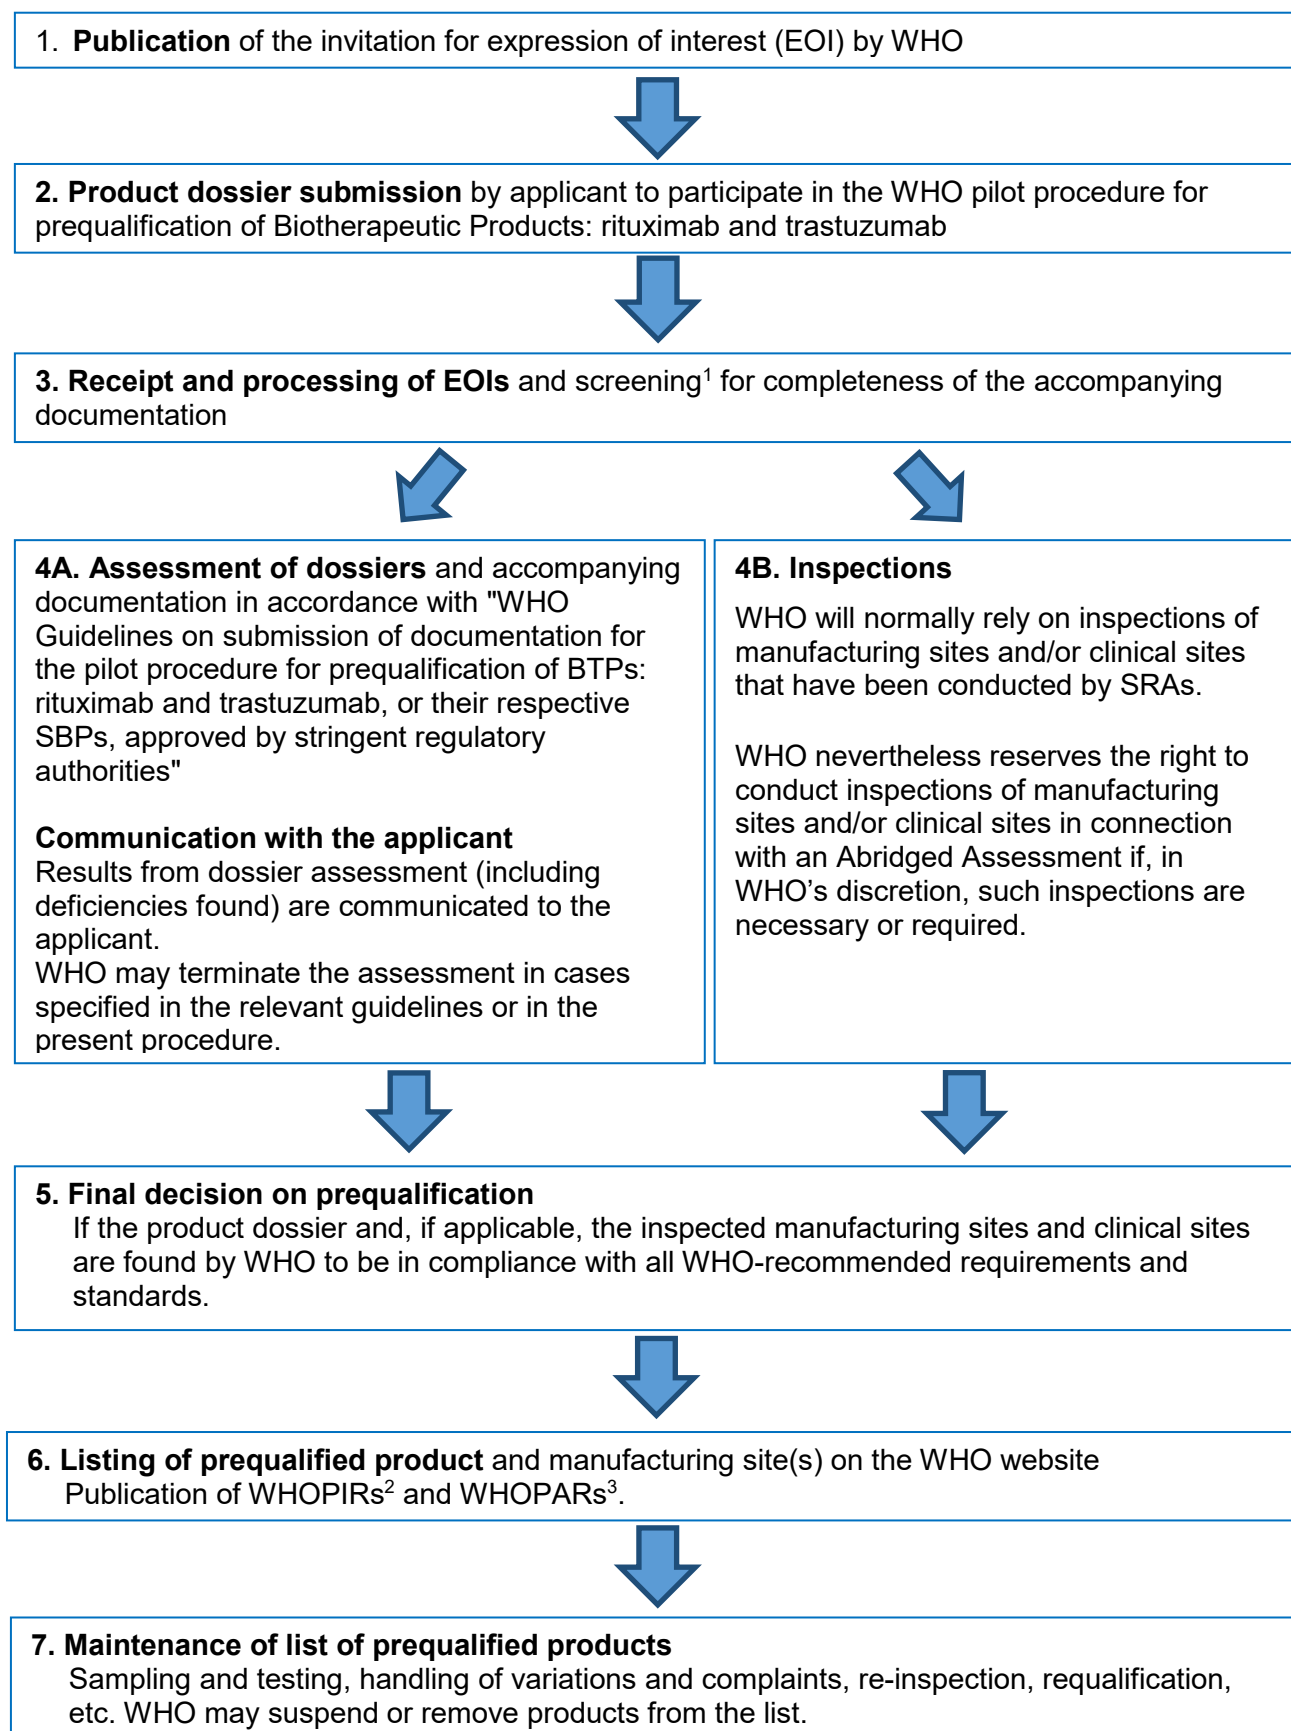 1. Publication of the invitation for expression of interest (EOI) by WHO
2. Product dossier submission by applicant to participate in the WHO pilot procedure for
prequalification of Biotherapeutic Products: rituximab and trastuzumab
3. Receipt and processing of EOIs and screening1 for completeness of the accompanying
documentation
4A. Assessment of dossiers and accompanying
documentation in accordance with "WHO
Guidelines on submission of documentation for
the pilot procedure for prequalification of BTPs:
rituximab and trastuzumab, or their respective
SBPs, approved by stringent regulatory
authorities"
Communication with the applicant
Results from dossier assessment (including
deficiencies found) are communicated to the
applicant.
WHO may terminate the assessment in cases
specified in the relevant guidelines or in the
present procedure.
4B. Inspections
WHO will normally rely on inspections of
manufacturing sites and/or clinical sites
that have been conducted by SRAs.
WHO nevertheless reserves the right to
conduct inspections of manufacturing
sites and/or clinical sites in connection
with an Abridged Assessment if, in
WHO’s discretion, such inspections are
necessary or required.
5. Final decision on prequalification
If the product dossier and, if applicable, the inspected manufacturing sites and clinical sites
are found by WHO to be in compliance with all WHO-recommended requirements and
standards.
6. Listing of prequalified product and manufacturing site(s) on the WHO website
Publication of WHOPIRs2 and WHOPARs3.
7. Maintenance of list of prequalified products
Sampling and testing, handling of variations and complaints, re-inspection, requalification,
etc. WHO may suspend or remove products from the list.